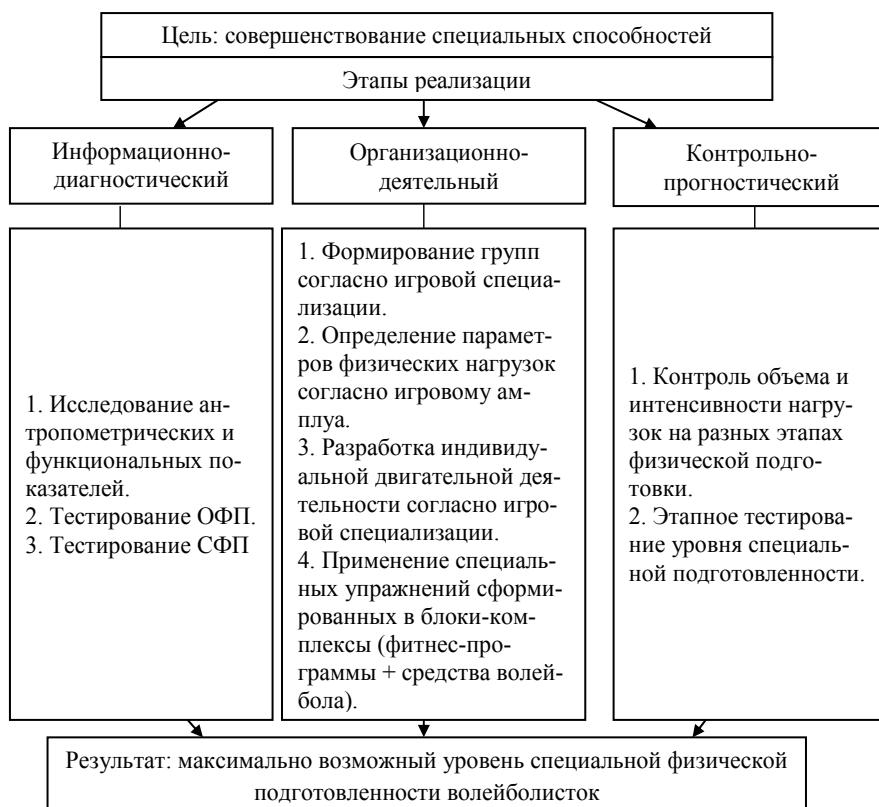 Цель: совершенствование специальных способностей
Этапы реализации
Информационно-
диагностический
Организационно-
деятельный
Контрольно-
прогностический
1. Исследование ан-
тропометрических и
функциональных по-
казателей.
2. Тестирование ОФП.
3. Тестирование СФП
1. Формирование групп
согласно игровой специа-
лизации.
2. Определение парамет-
ров физических нагрузок
согласно игровому ам-
плуа.
3. Разработка индивиду-
альной двигательной дея-
тельности согласно игро-
вой специализации.
4. Применение специаль-
ных упражнений сформи-
рованных в блоки-ком-
плексы (фитнес-про-
граммы + средства волей-
бола).
1. Контроль объема и
интенсивности нагру-
зок на разных этапах
физической подго-
товки.
2. Этапное тестирова-
ние уровня специаль-
ной подготовленности.
Результат: максимально возможный уровень специальной физической
подготовленности волейболисток